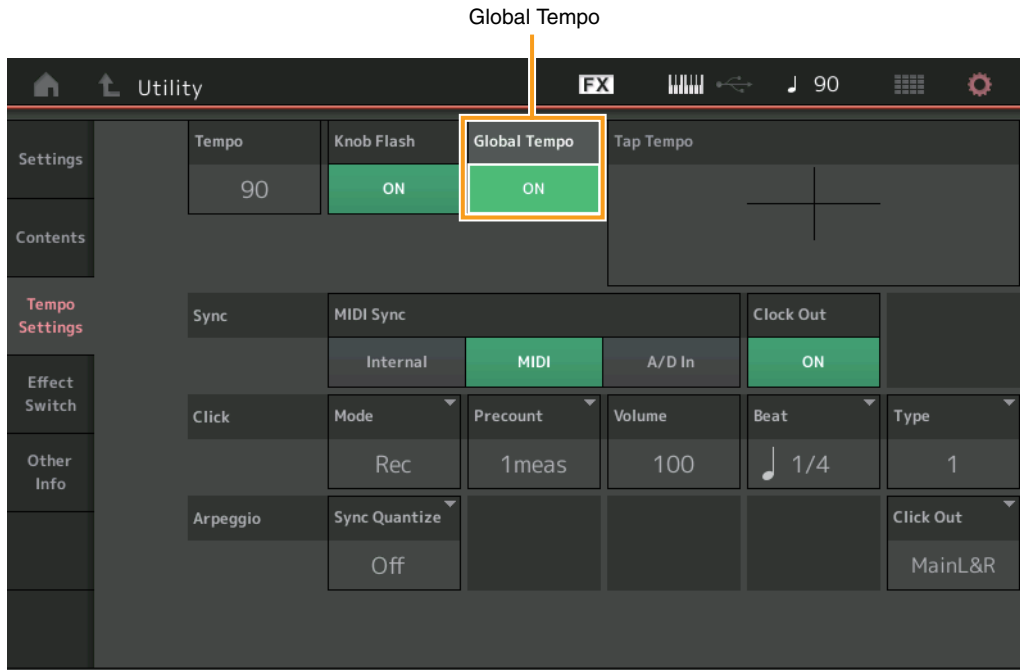 Global Tempo
Utility
FX
90
Settings
Contents
Tempo
Settings
Effect
Switch
Other
Info
Tempo
90
Knob Flash
ON
Global Tempo
ON
Tap Tempo
Sync
MIDI Sync
Internal
MIDI
A/D In
Clock Out
ON
Click
Mode
Rec
Precount
1meas
Volume
100
Beat
1/4
Type
1
Arpeggio
Sync Quantize
Off
Click Out
MainL&R